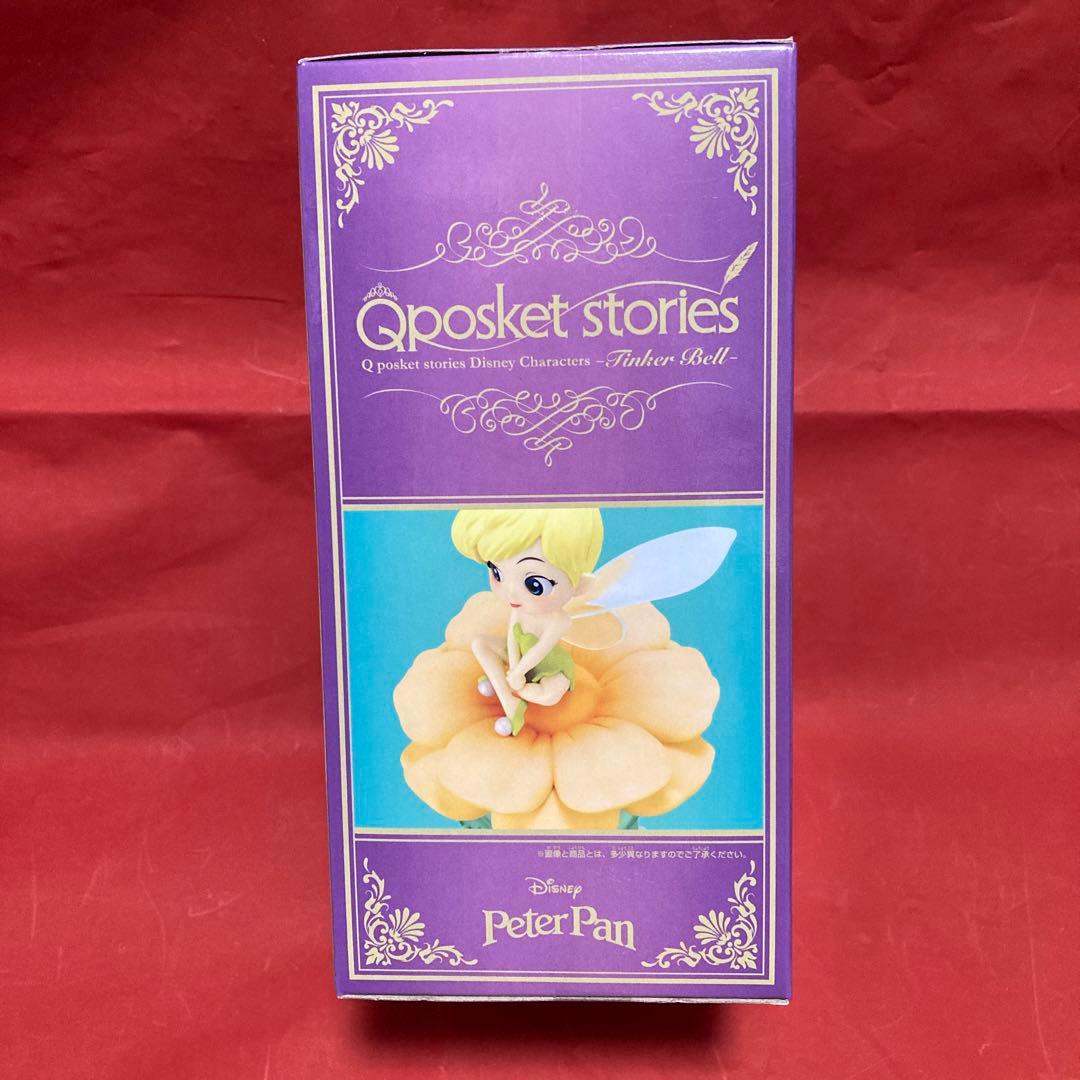 Qposket stories
Q posket stories Disney Characters -Tinker Bell-
※画像と商品とは、多少異なりますのでご了承ください。
Disney
Peter Pan